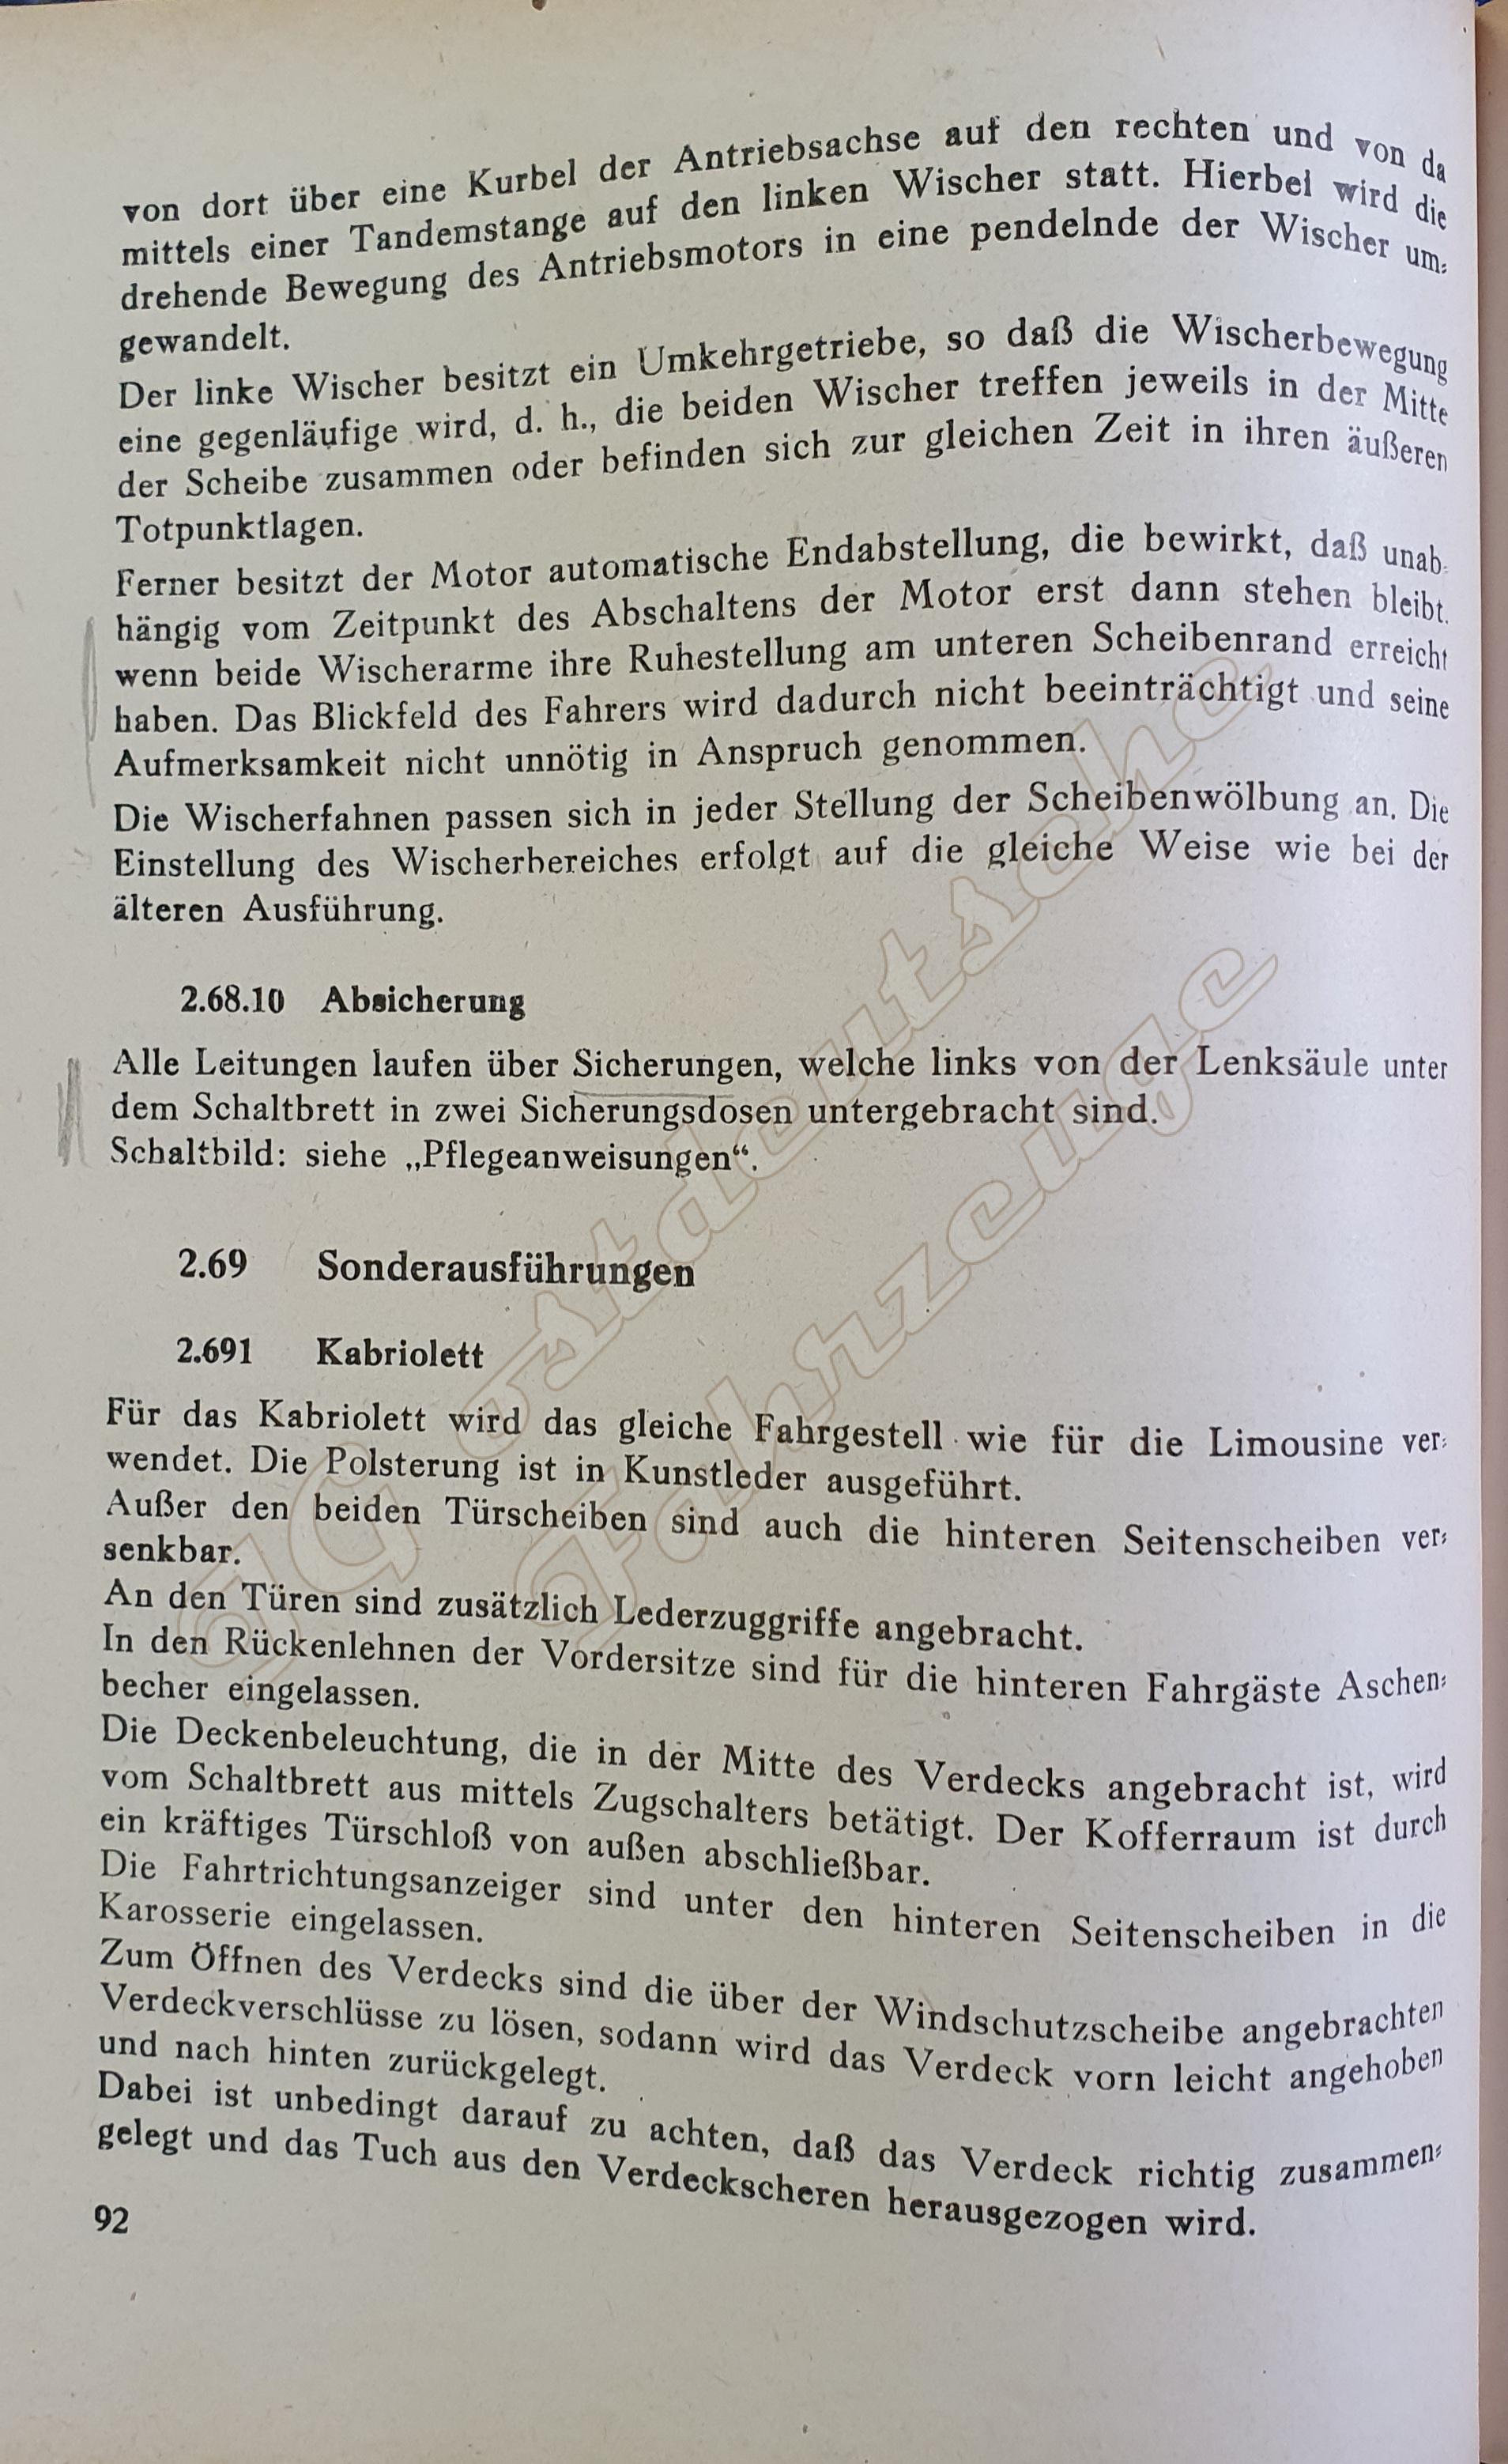 von dort über eine Kurbel der Antriebsachse auf den rechten und von da
mittels einer Tandemstange auf den linken Wischer statt. Hierbei wird die
drehende Bewegung des Antriebsmotors in eine pendelnde der Wischer um-
gewandelt.
Der linke Wischer besitzt ein Umkehrgetriebe, so daß die Wischerbewegung
eine gegenläufige wird, d. h., die beiden Wischer treffen jeweils in der Mitte
der Scheibe zusammen oder befinden sich zur gleichen Zeit in ihren äußeren
Totpunktlagen.
Ferner besitzt der Motor automatische Endabstellung, die bewirkt, daß unab-
hängig vom Zeitpunkt des Abschaltens der Motor erst dann stehen bleibt,
wenn beide Wischerarme ihre Ruhestellung am unteren Scheibenrand erreicht
haben. Das Blickfeld des Fahrers wird dadurch nicht beeinträchtigt und seine
Aufmerksamkeit nicht unnötig in Anspruch genommen.
Die Wischerfahnen passen sich in jeder Stellung der Scheibenwölbung an. Die
Einstellung des Wischerbereiches erfolgt auf die gleiche Weise wie bei der
älteren Ausführung.
2.68.10 Absicherung
Alle Leitungen laufen über Sicherungen, welche links von der Lenksäule unter
dem Schaltbrett in zwei Sicherungsdosen untergebracht sind.
Schaltbild: siehe „Pflegeanweisungen“.
2.69 Sonderausführungen
2.691 Kabriolett
Für das Kabriolett wird das gleiche Fahrgestell wie für die Limousine ver-
wendet. Die Polsterung ist in Kunstleder ausgeführt.
Außer den beiden Türscheiben sind auch die hinteren Seitenscheiben ver-
senkbar.
An den Türen sind zusätzlich Lederzuggriffe angebracht.
In den Rückenlehnen der Vordersitze sind für die hinteren Fahrgäste Aschen-
becher eingelassen.
Die Deckenbeleuchtung, die in der Mitte des Verdecks angebracht ist, wird
vom Schaltbrett aus mittels Zugschalters betätigt. Der Kofferraum ist durch
ein kräftiges Türschloß von außen abschließbar.
Die Fahrtrichtungsanzeiger sind unter den hinteren Seitenscheiben in die
Karosserie eingelassen.
Zum Öffnen des Verdecks sind die über der Windschutzscheibe angebrachten
Verdeckverschlüsse zu lösen, sodann wird das Verdeck vorn leicht angehoben
und nach hinten zurückgelegt.
Dabei ist unbedingt darauf zu achten, daß das Verdeck richtig zusammen-
gelegt und das Tuch aus den Verdeckscheren herausgezogen wird.
92
IG ostdeutsche
Fahrzeuge